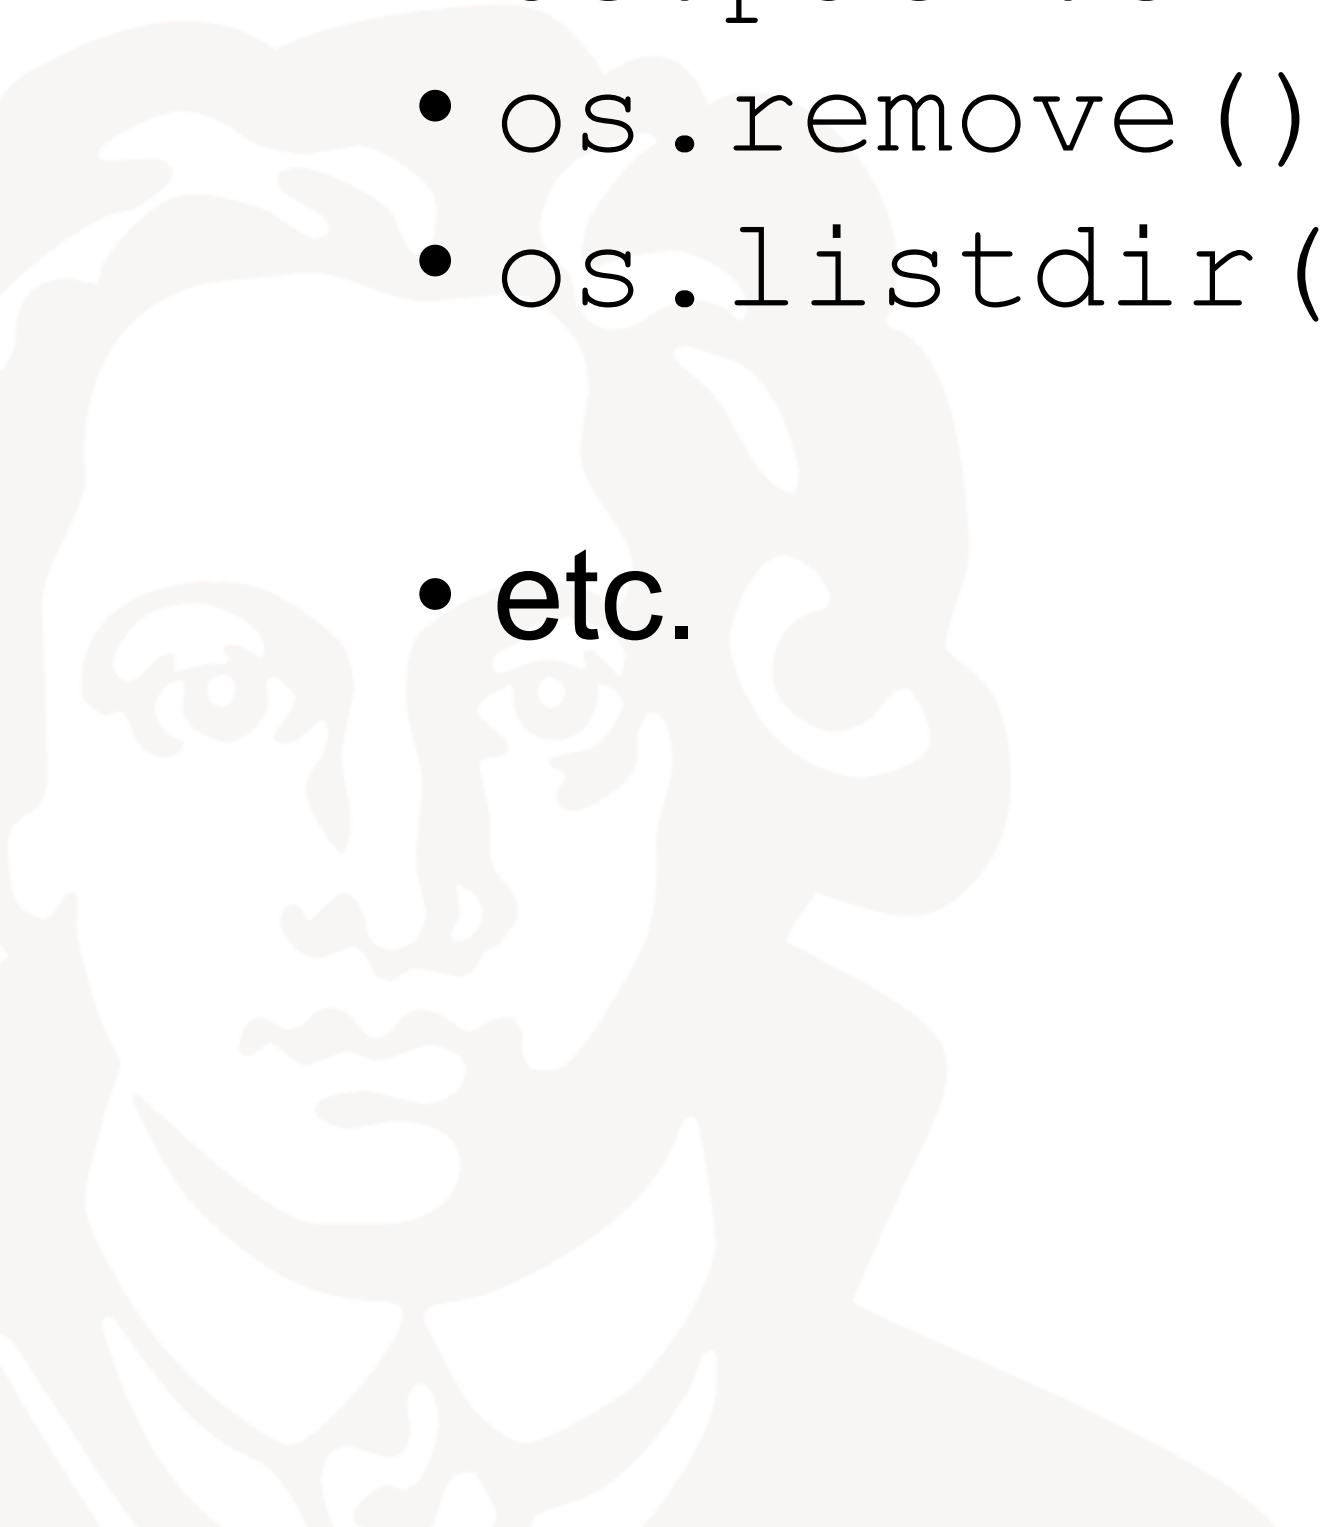 • os.remove()
• os.listdir(
• etc.